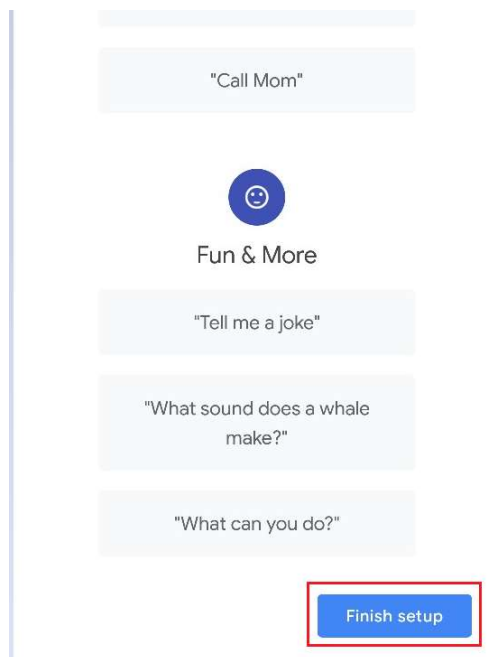 "Call Mom"
Fun & More
"Tell me a joke"
"What sound does a whale
make?"
"What can you do?"
Finish setup